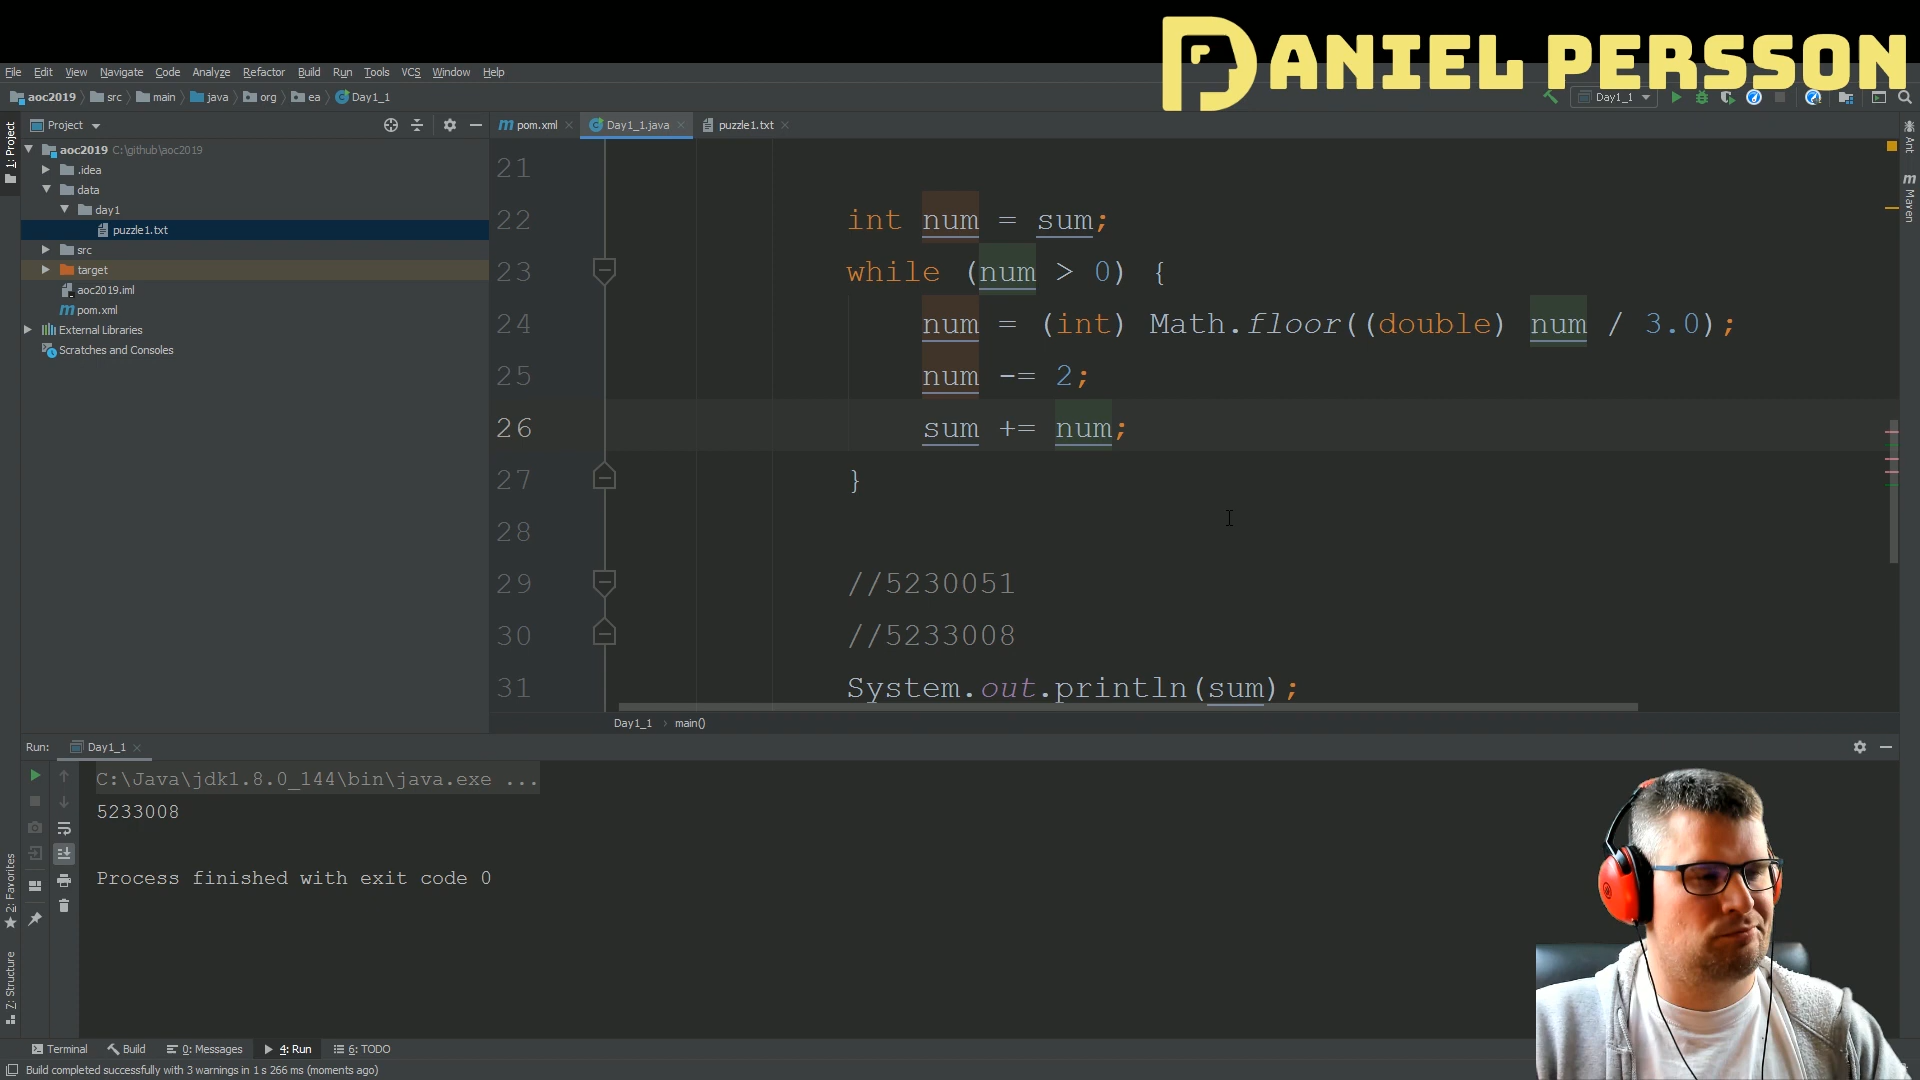 DANIEL PERSSON
File Edit View Navigate Code Analyze Refactor Build Run Tools VCS Window Help
aoc2019 src main java org ea Day1_1
Day1_1
Project
pom.xml Day1_1.java puzzle1.txt
1: Project
aoc2019 C:\github\aoc2019
.idea
data
day1
puzzle1.txt
src
target
aoc2019.iml
pom.xml
External Libraries
Scratches and Consoles
21
22 int num = sum;
23 while (num > 0) {
24 num = (int) Math.floor((double) num / 3.0);
25 num -= 2;
26 sum += num;
27 }
28
29 //5230051
30 //5233008
31 System.out.println(sum);
Day1_1 main()
Ant
Maven
Run: Day1_1
C:\Java\jdk1.8.0_144\bin\java.exe ...
5233008
Process finished with exit code 0
2: Favorites
7: Structure
Terminal Build 0: Messages 4: Run 6: TODO
Build completed successfully with 3 warnings in 1 s 266 ms (moments ago)